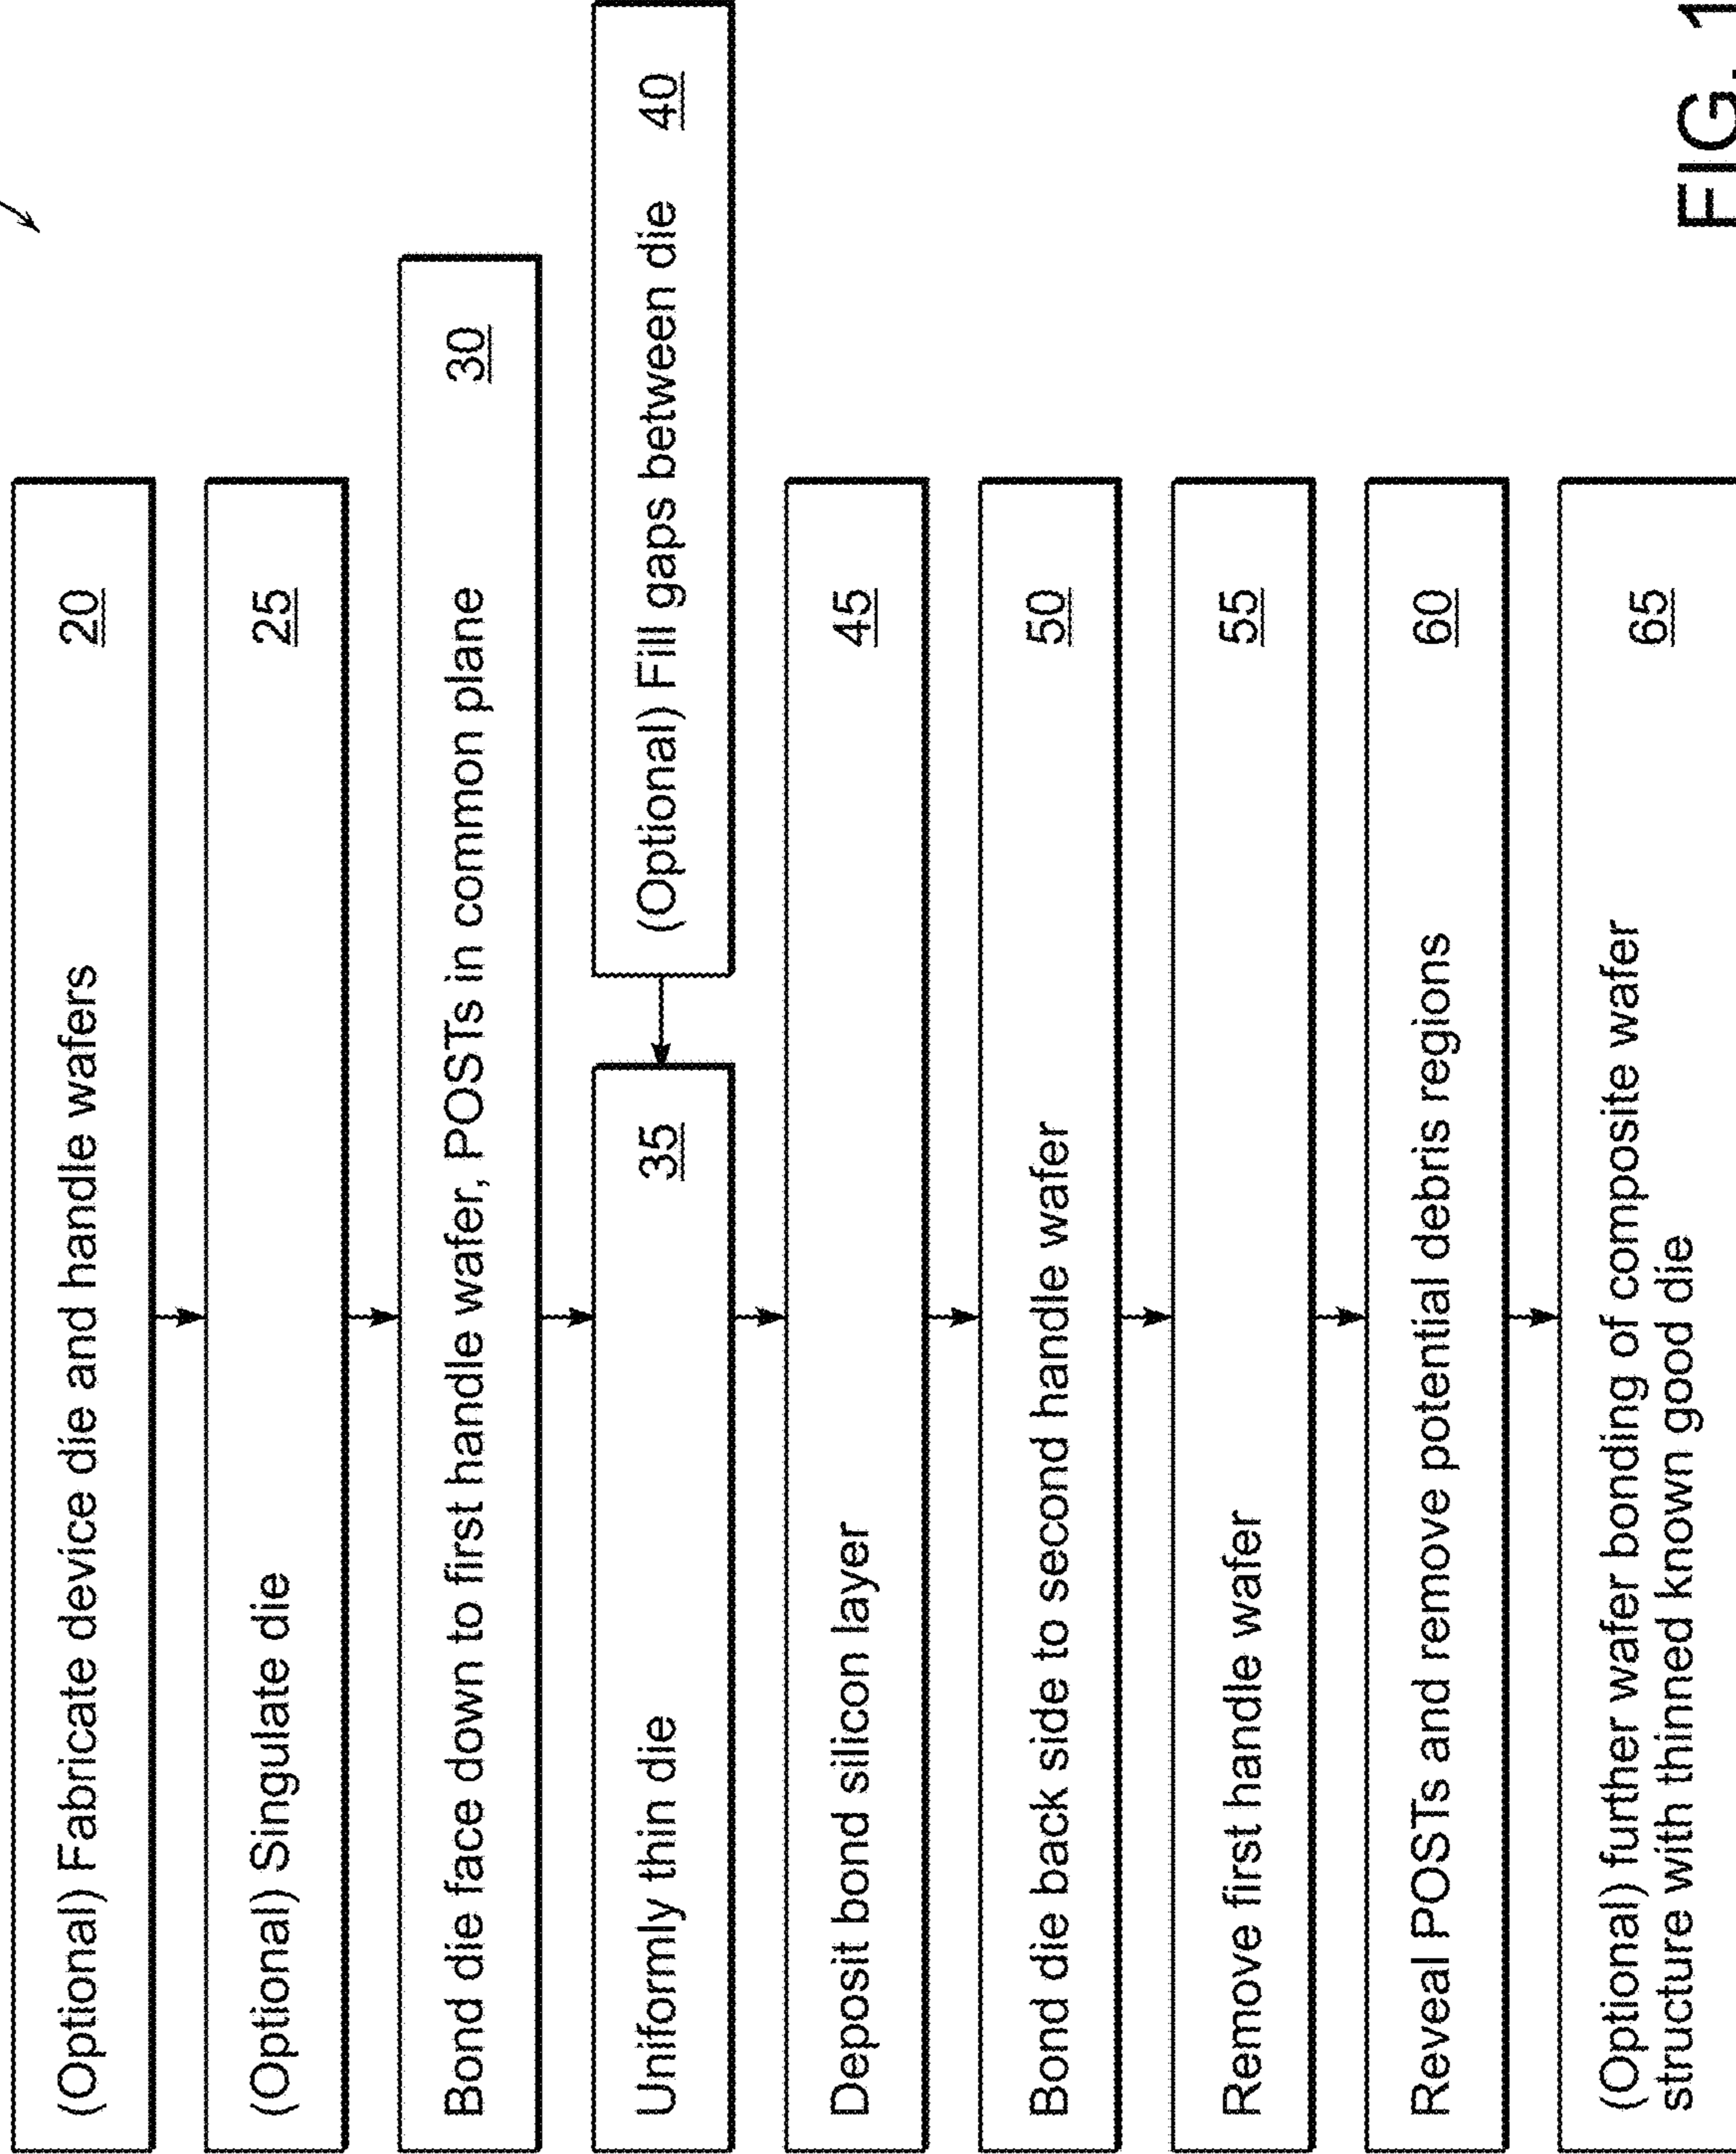 (Optional) Fabricate device die and handle wafers 20
(Optional) Singulate die 25
Bond die face down to first handle wafer, POSTs in common plane 30
Uniformly thin die 35
(Optional) Fill gaps between die 40
Deposit bond silicon layer 45
Bond die back side to second handle wafer 50
Remove first handle wafer 55
Reveal POSTs and remove potential debris regions 60
(Optional) further wafer bonding of composite wafer 65
structure with thinned known good die
FIG. 1